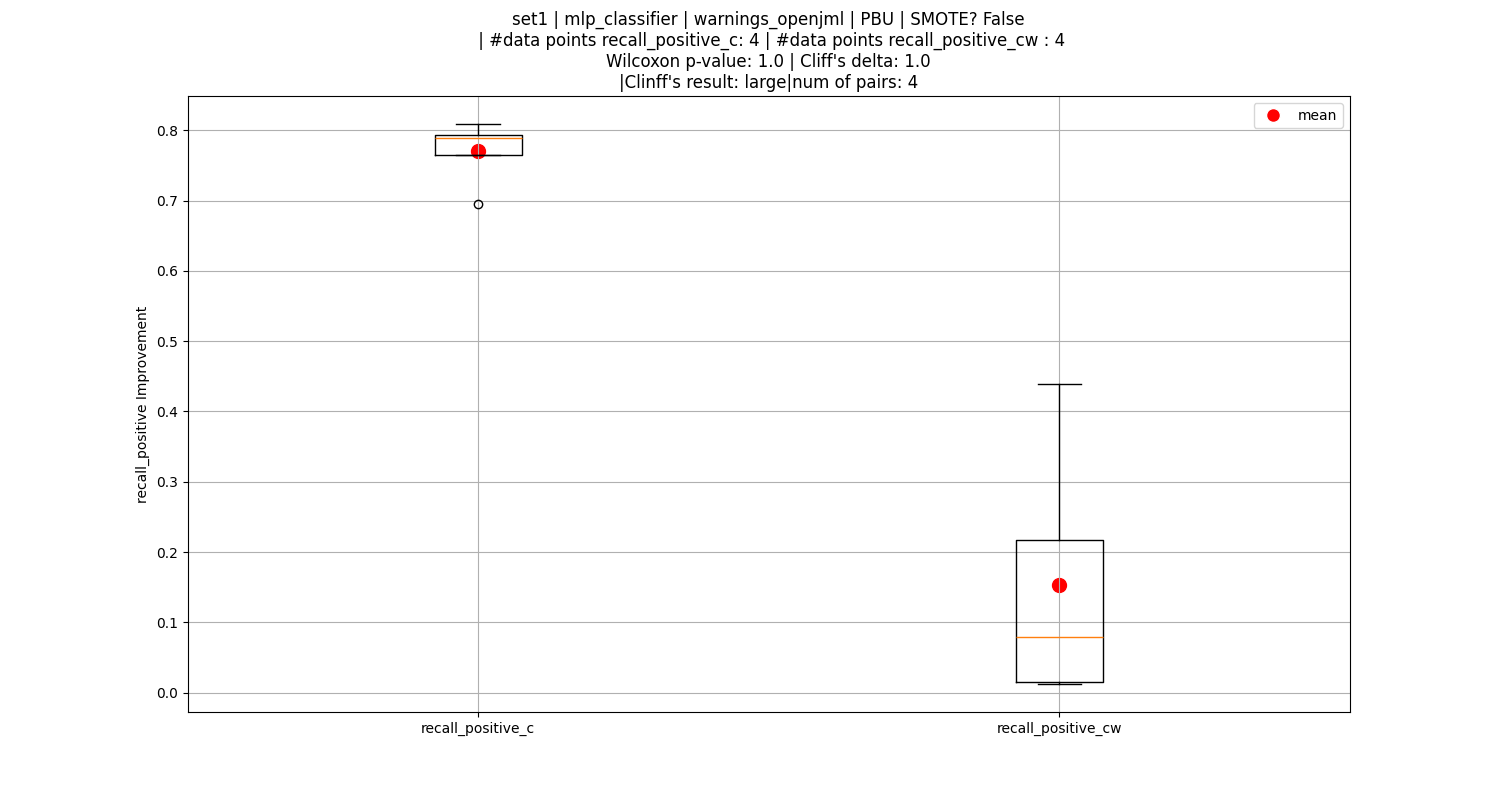 set1 | mlp_classifier | warnings_openjml | PBU | SMOTE? False
| #data points recall_positive_c: 4 | #data points recall_positive_cw : 4
Wilcoxon p-value: 1.0 | Cliff's delta: 1.0
|Clinff's result: large|num of pairs: 4
mean
0.8
0.7
0.6
0.5
0.4
0.3
0.2
0.1
0.0
recall_positive Improvement
recall_positive_c
recall_positive_cw